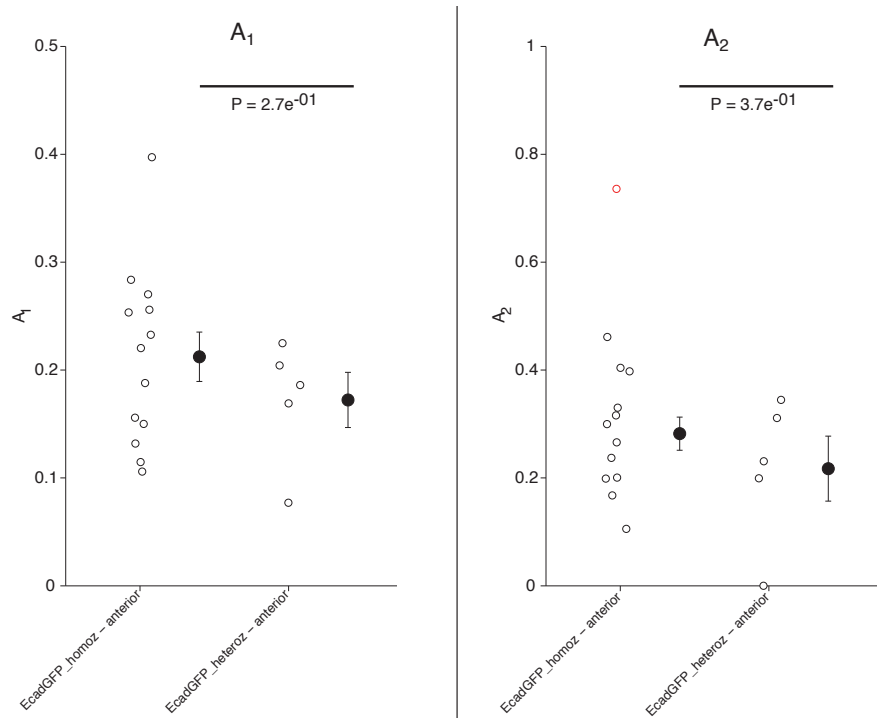 A1
0.5
0.4
0.3
0.2
0.1
0
A1
P = 2.7e-01
EcadGFP_homoz – anterior
EcadGFP_heteroz – anterior
A2
1
0.8
0.6
0.4
0.2
0
A2
P = 3.7e-01
EcadGFP_homoz – anterior
EcadGFP_heteroz – anterior